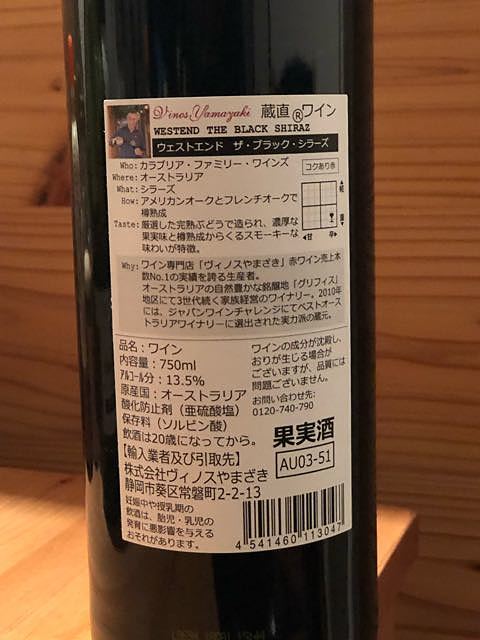 Vinos Yamazaki 蔵直®ワイン
WESTEND THE BLACK SHIRAZ
ウェストエンド ザ・ブラック・シラーズ
Who: カラブリア・ファミリー・ワインズ
コクあり赤
Where: オーストラリア
What: シラーズ
How: アメリカンオークとフレンチオークで
樽熟成
Taste: 厳選した完熟ぶどうで造られ、濃厚な
果実味と樽熟成からくるスモーキーな
味わいが特徴。
▲軽
重▼
◀甘 辛▶
Why: ワイン専門店「ヴィノスやまざき」赤ワイン売上本
数No.1の実績を誇る生産者。
オーストラリアの自然豊かな銘醸地「グリフィス」
地区にて3世代続く家族経営のワイナリー。2010年
には、ジャパンワインチャレンジにてベストオース
トラリアワイナリーに選出された実力派の蔵元。
品名：ワイン
内容量：750ml
ｱﾙｺｰﾙ分：13.5%
原産国：オーストラリア
酸化防止剤（亜硫酸塩）
保存料（ソルビン酸）
飲酒は20歳になってから。
【輸入業者及び引取先】
株式会社ヴィノスやまざき
静岡市葵区常磐町2-2-13
妊娠中や授乳期の
飲酒は、胎児・乳児の
発育に悪影響を与える
おそれがあります。
ワインの成分が沈殿し、
おりが生じる場合が
ございますが、品質には
問題ございません。
お問い合わせ先:
0120-740-790
果実酒
AU03-51
4 541460 113047